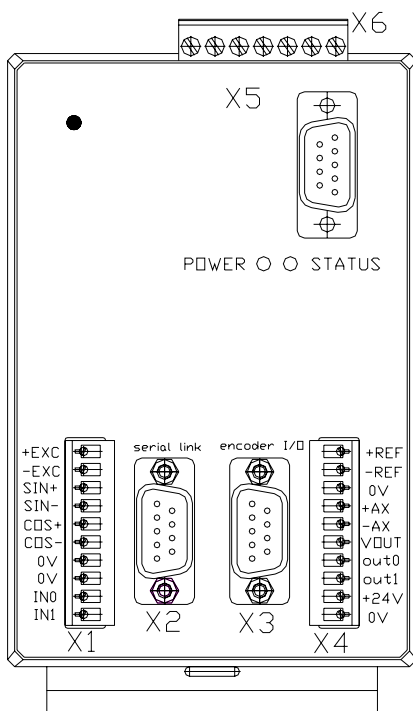 X6
X5
POWER STATUS
serial link encoder I/O
+EXC +REF
-EXC -REF
SIN+ 0V
SIN- +AX
COS+ -AX
COS- VOUT
0V out0
0V out1
IN0 +24V
IN1 0V
X1 X2 X3 X4